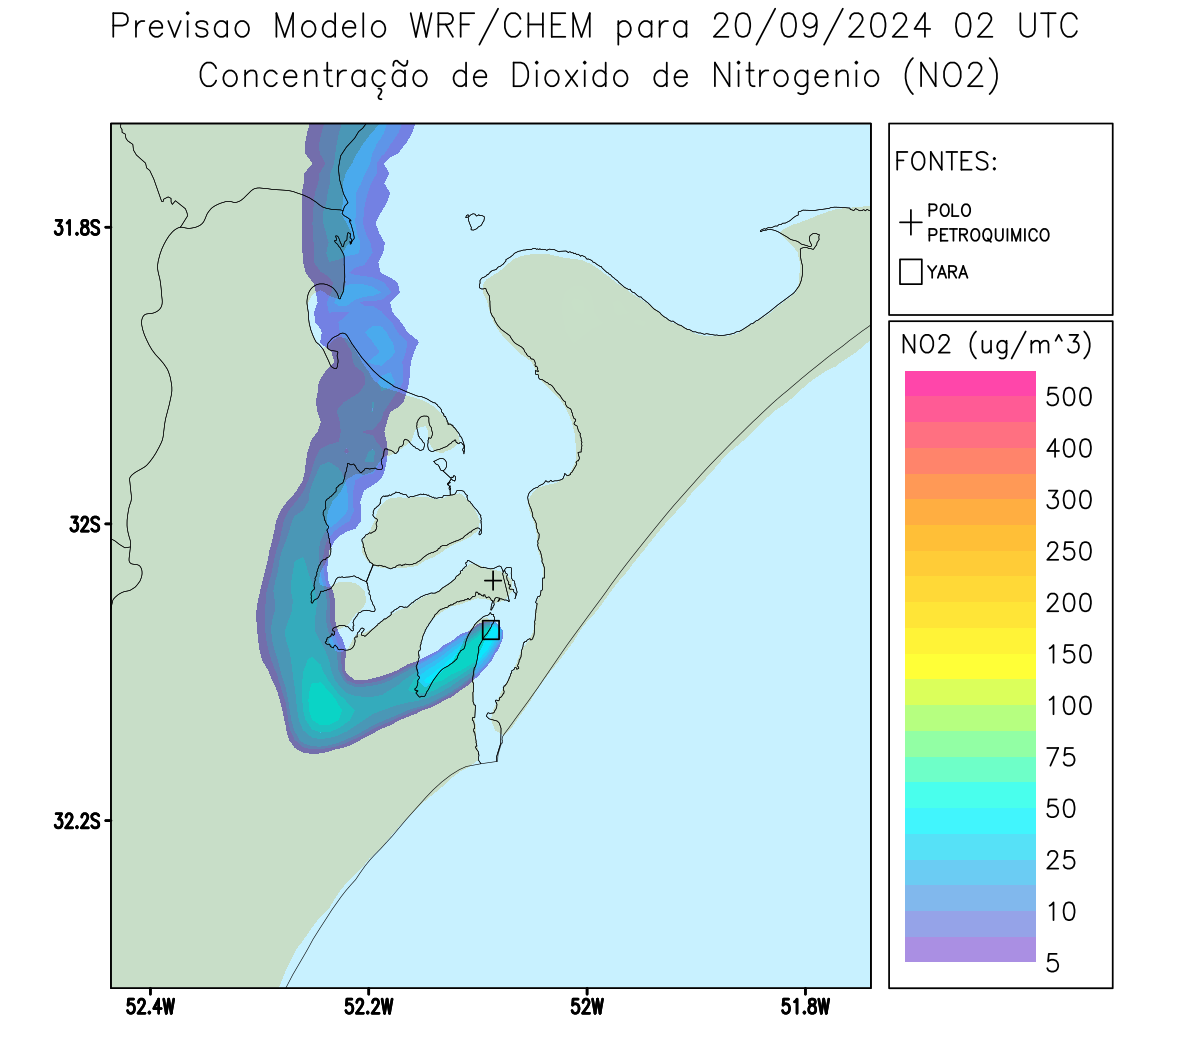 Previsao Modelo WRF/CHEM para 20/09/2024 02 UTC
Concentração de Dioxido de Nitrogenio (NO2)
FONTES:
POLO
PETROQUIMICO
YARA
NO2 (ug/m^3)
500
400
300
250
200
150
100
75
50
25
10
5
31.8S
32S
32.2S
52.4W
52.2W
52W
51.8W